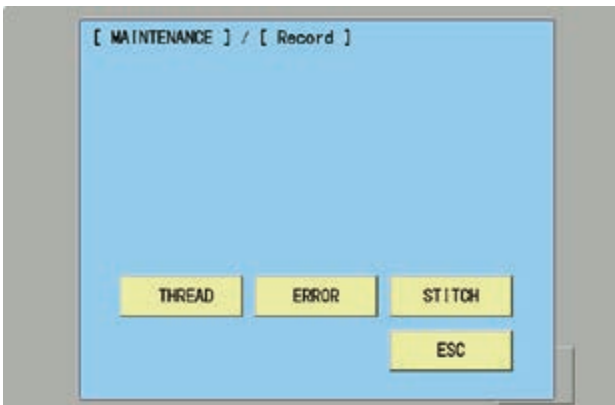 [ MAINTENANCE ] / [ Record ]
THREAD ERROR STITCH
ESC